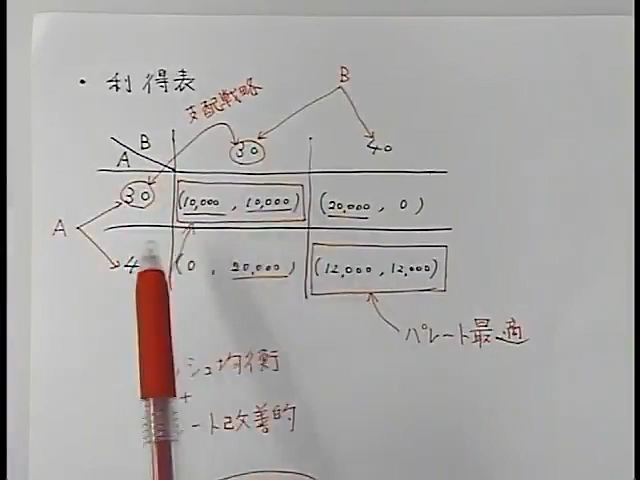 ・利得表
支配戦略
B
B
A
30
40
A
30
(10,000, 10,000)
(20,000, 0)
4
(0, 20,000)
(12,000, 12,000)
パレート最適
シュ均衡
+
ート改善的